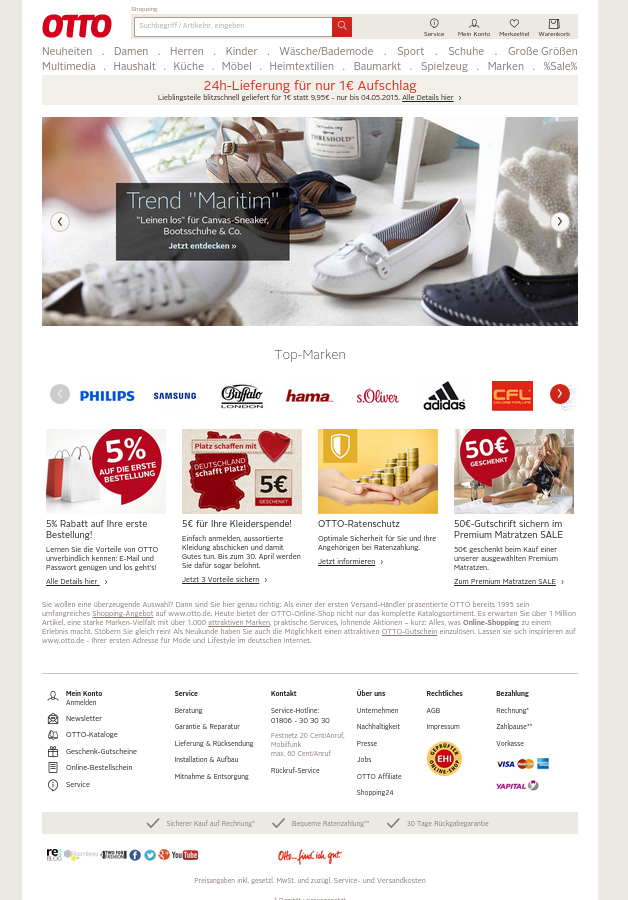 Shopping
OTTO
Suchbegriff / Artikelnr. eingeben
Service Mein Konto Merkzettel Warenkorb
Neuheiten . Damen . Herren . Kinder . Wäsche/Bademode . Sport . Schuhe . Große Größen
Multimedia . Haushalt . Küche . Möbel . Heimtextilien . Baumarkt . Spielzeug . Marken . %Sale%
24h-Lieferung für nur 1€ Aufschlag
Lieblingsteile blitzschnell geliefert für 1€ statt 9,95€ - nur bis 04.05.2015. Alle Details hier ›
THRESHOLD
Trend "Maritim"
"Leinen los" für Canvas-Sneaker,
Bootsschuhe & Co.
Jetzt entdecken »
Top-Marken
PHILIPS SAMSUNG Buffalo LONDON hama s.Oliver adidas CFL
5% AUF DIE ERSTE BESTELLUNG
Platz schaffen mit
DEUTSCHLAND schafft Platz!
5€ GESCHENKT
50€ GESCHENKT
5% Rabatt auf Ihre erste
Bestellung!
Lernen Sie die Vorteile von OTTO
unverbindlich kennen: E-Mail und
Passwort genügen und los geht's!
Alle Details hier ›
5€ für Ihre Kleiderspende!
Einfach anmelden, aussortierte
Kleidung abschicken und damit
Gutes tun. Bis zum 30. April werden
Sie dafür sogar belohnt.
Jetzt 3 Vorteile sichern ›
OTTO-Ratenschutz
Optimale Sicherheit für Sie und Ihre
Angehörigen bei Ratenzahlung.
Jetzt informieren ›
50€-Gutschrift sichern im
Premium Matratzen SALE
50€ geschenkt beim Kauf einer
unserer ausgewählten Premium
Matratzen.
Zum Premium Matratzen SALE ›
Sie wollen eine überzeugende Auswahl? Dann sind Sie hier genau richtig: Als einer der ersten Versand-Händler präsentierte OTTO bereits 1995 sein
umfangreiches Shopping-Angebot auf www.otto.de. Heute bietet der OTTO-Online-Shop nicht nur das komplette Katalogsortiment. Es erwarten Sie über 1 Million
Artikel, eine starke Marken-Vielfalt mit über 1.000 attraktiven Marken, praktische Services, lohnende Aktionen – kurz: Alles, was Online-Shopping zu einem
Erlebnis macht. Stöbern Sie gleich rein! Als Neukunde haben Sie auch die Möglichkeit einen attraktiven OTTO-Gutschein einzulösen. Lassen sie sich inspirieren auf
www.otto.de - Ihrer ersten Adresse für Mode und Lifestyle im deutschen Internet.
Mein Konto
Anmelden
Newsletter
OTTO-Kataloge
Geschenk-Gutscheine
Online-Bestellschein
Service
Service
Beratung
Garantie & Reparatur
Lieferung & Rücksendung
Installation & Aufbau
Mitnahme & Entsorgung
Kontakt
Service-Hotline:
01806 - 30 30 30
Festnetz 20 Cent/Anruf,
Mobilfunk
max. 60 Cent/Anruf
Rückruf-Service
Über uns
Unternehmen
Nachhaltigkeit
Presse
Jobs
OTTO Affiliate
Shopping24
Rechtliches
AGB
Impressum
GEPRÜFTER EHI ONLINE-SHOP
Bezahlung
Rechnung*
Zahlpause**
Vorkasse
VISA
YAPITAL
Sicherer Kauf auf Rechnung* Bequeme Ratenzahlung** 30 Tage Rückgabegarantie
re BLOG TWO FOR FASHION YouTube
Otto... find ich gut.
Preisangaben inkl. gesetzl. MwSt. und zuzügl. Service- und Versandkosten